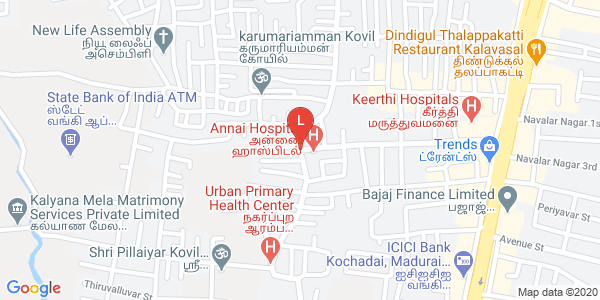 New Life Assembly
நியூ லைஃப்
அசெம்பிளி
karumariamman Kovil
கருமாரியம்மன்
கோயில்
Dindigul Thalappakatti
Restaurant Kalavasal
திண்டுக்கல்
தலப்பாகட்டி
State Bank of India ATM
ஸ்டேட்
வங்கி ஆப்...
Keerthi Hospitals
கீர்த்தி
மருத்துவமனை
Navalar Nagar 1s
L
Annai Hospital
அன்னை
ஹாஸ்பிடல்
Trends
ட்ரேன்ட்ஸ்
Navalar Nagar 3rd
Urban Primary
Health Center
நகர்ப்புற
ஆரம்ப...
Kalyana Mela Matrimony
Services Private Limited
கல்யாண மேல...
Bajaj Finance Limited
பஜாஜ்...
Periyavar St
Shri Pillaiyar Kovil...
ஸ்ரீ...
ICICI Bank
Kochadai, Madurai...
ஐசிஐசிஐ
வங்கி...
Avenue St
Google
Thiruvalluvar St
Map data ©2020